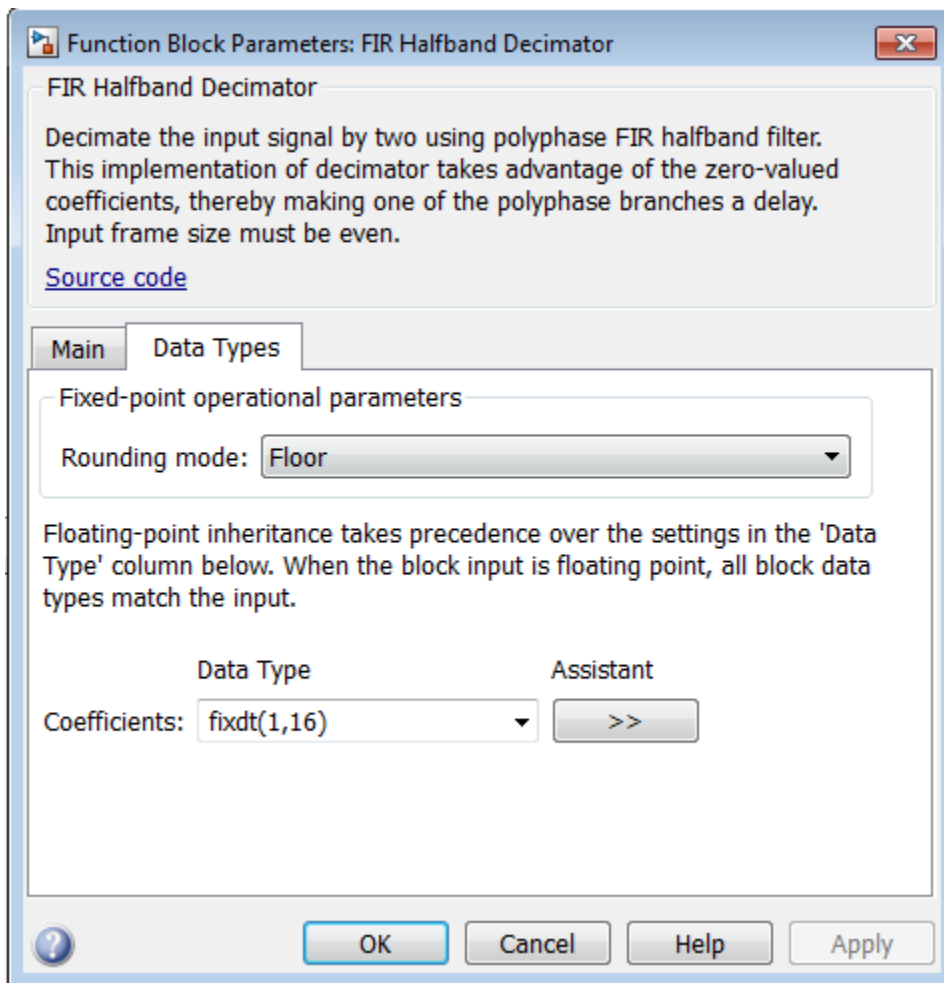 Function Block Parameters: FIR Halfband Decimator
FIR Halfband Decimator
Decimate the input signal by two using polyphase FIR halfband filter.
This implementation of decimator takes advantage of the zero-valued
coefficients, thereby making one of the polyphase branches a delay.
Input frame size must be even.
Source code
Main Data Types
Fixed-point operational parameters
Rounding mode: Floor
Floating-point inheritance takes precedence over the settings in the 'Data
Type' column below. When the block input is floating point, all block data
types match the input.
Data Type Assistant
Coefficients: fixdt(1,16) >>
? OK Cancel Help Apply